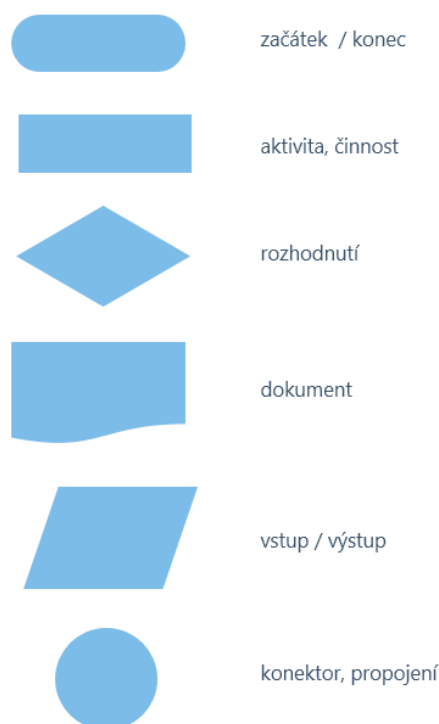 začátek / konec
aktivita, činnost
rozhodnutí
dokument
vstup / výstup
konektor, propojení